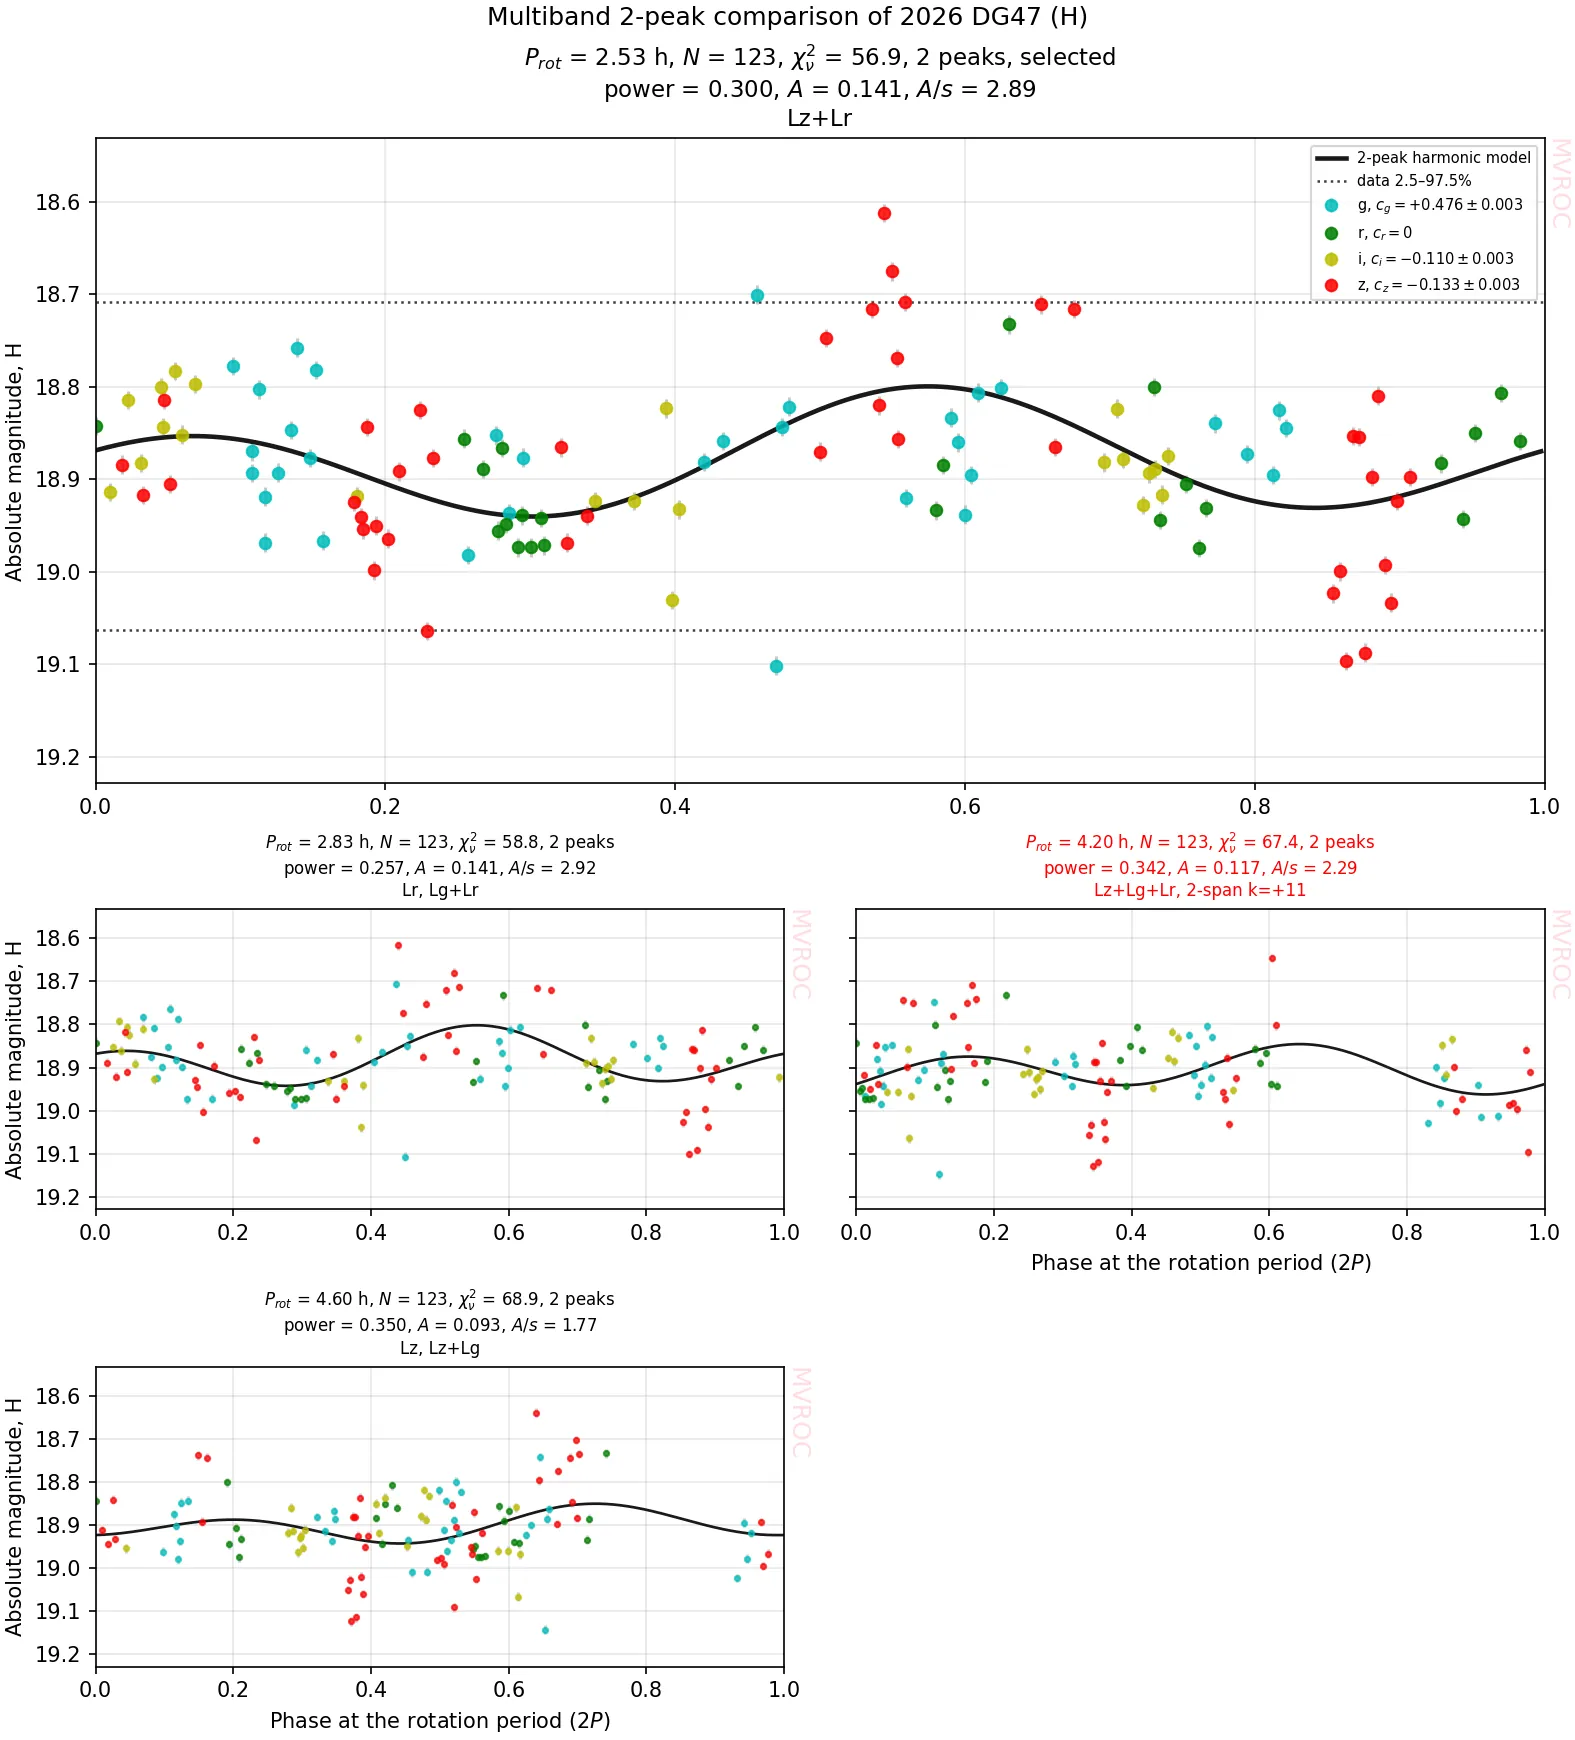 Multiband 2-peak comparison of 2026 DG47 (H)
P_rot = 2.53 h, N = 123, χ²_ν = 56.9, 2 peaks, selected
power = 0.300, A = 0.141, A/s = 2.89
Lz+Lr
2-peak harmonic model
data 2.5–97.5%
g, c_g = +0.476 ± 0.003
r, c_r = 0
i, c_i = −0.110 ± 0.003
z, c_z = −0.133 ± 0.003
MVROC
Absolute magnitude, H
18.6
18.7
18.8
18.9
19.0
19.1
19.2
0.0 0.2 0.4 0.6 0.8 1.0
P_rot = 2.83 h, N = 123, χ²_ν = 58.8, 2 peaks
power = 0.257, A = 0.141, A/s = 2.92
Lr, Lg+Lr
MVROC
Absolute magnitude, H
18.6
18.7
18.8
18.9
19.0
19.1
19.2
0.0 0.2 0.4 0.6 0.8 1.0
P_rot = 4.20 h, N = 123, χ²_ν = 67.4, 2 peaks
power = 0.342, A = 0.117, A/s = 2.29
Lz+Lg+Lr, 2-span k=+11
MVROC
0.0 0.2 0.4 0.6 0.8 1.0
Phase at the rotation period (2P)
P_rot = 4.60 h, N = 123, χ²_ν = 68.9, 2 peaks
power = 0.350, A = 0.093, A/s = 1.77
Lz, Lz+Lg
MVROC
Absolute magnitude, H
18.6
18.7
18.8
18.9
19.0
19.1
19.2
0.0 0.2 0.4 0.6 0.8 1.0
Phase at the rotation period (2P)